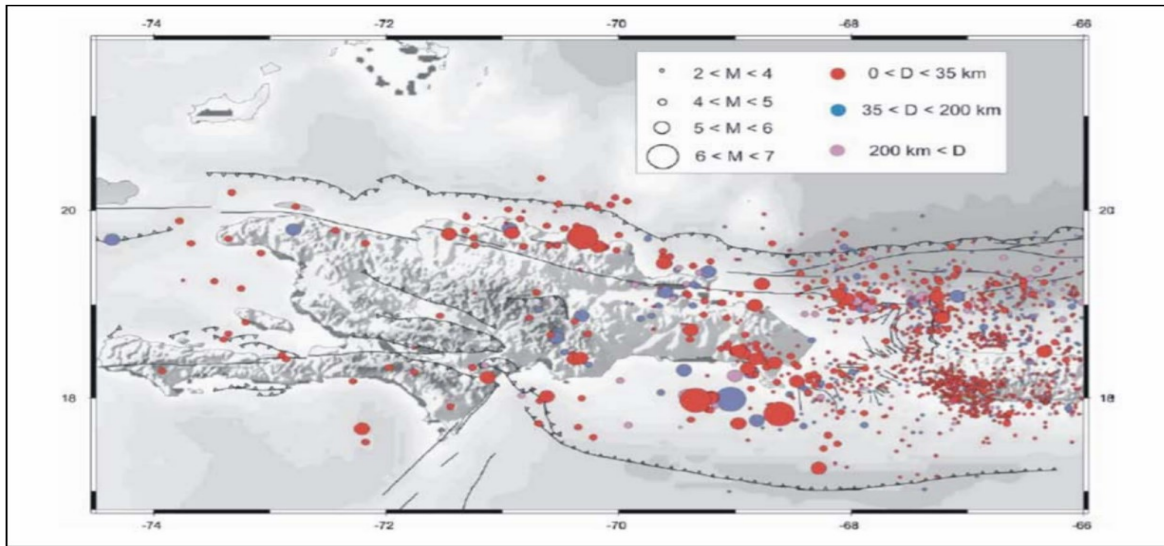 -74 -72 -70 -68 -66
2 < M < 4 0 < D < 35 km
4 < M < 5 35 < D < 200 km
5 < M < 6 200 km < D
6 < M < 7
20 20
18 18
-74 -72 -70 -68 -66